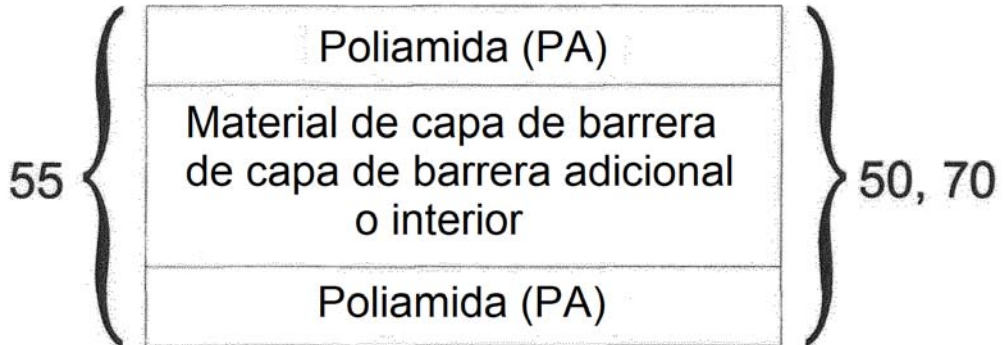 Poliamida (PA)
Material de capa de barrera
de capa de barrera adicional
o interior
55
50, 70
Poliamida (PA)